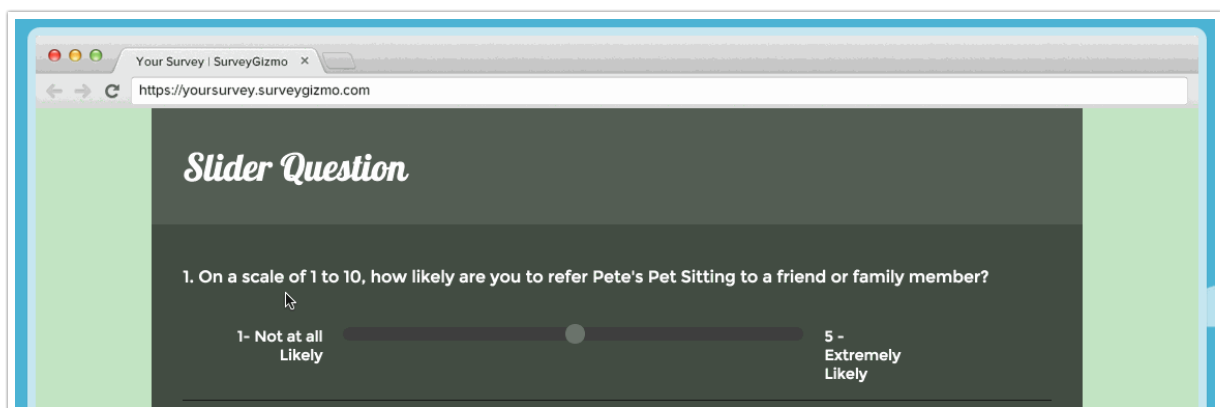 Your Survey | SurveyGizmo ×
https://yoursurvey.surveygizmo.com
Slider Question
1. On a scale of 1 to 10, how likely are you to refer Pete's Pet Sitting to a friend or family member?
1- Not at all
Likely
5 -
Extremely
Likely